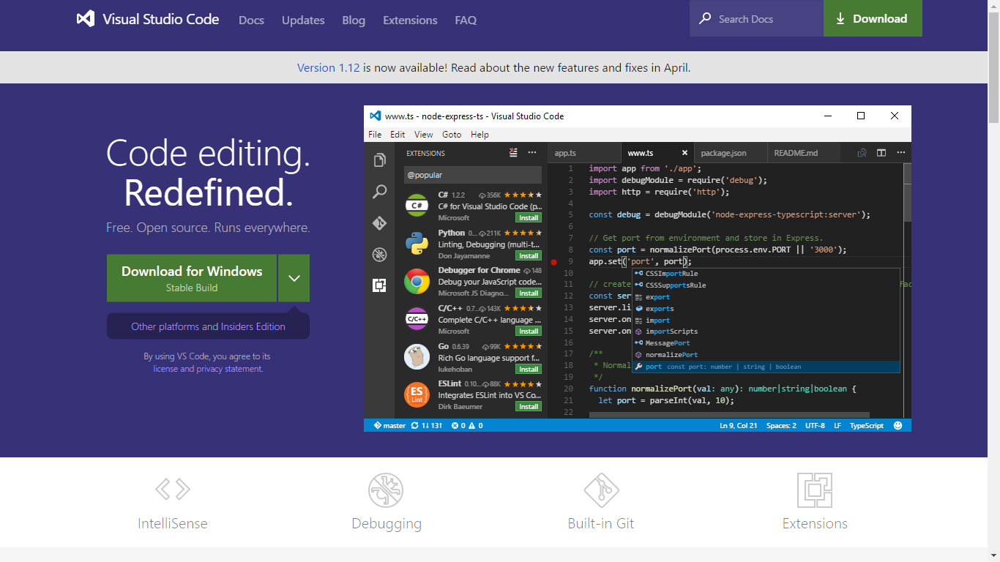 Visual Studio Code Docs Updates Blog Extensions FAQ Search Docs Download
Version 1.12 is now available! Read about the new features and fixes in April.
Code editing.
Redefined.
Free. Open source. Runs everywhere.
Download for Windows
Stable Build
Other platforms and Insiders Edition
By using VS Code, you agree to its
license and privacy statement.
www.ts - node-express-ts - Visual Studio Code
File Edit View Goto Help
EXTENSIONS
@popular
C# 1.2.2 356K
C#
C# for Visual Studio Code (p...
Microsoft Install
Python 0.... 211K
Linting, Debugging (multi-t...
Don Jayamanne Install
Debugger for Chrome 148
Debug your JavaScript code...
Microsoft JS Diagno... Install
C/C++ 0.7... 143K
C/C++
Complete C/C++ language ...
Microsoft Install
Go 0.6.39 99K
Rich Go language support f...
lukehoban Install
ESLint 0.10... 88K
ES
Lint
Integrates ESLint into VS Co...
Dirk Baeumer Install
app.ts www.ts package.json README.md
1 import app from './app';
2 import debugModule = require('debug');
3 import http = require('http');
4
5 const debug = debugModule('node-express-typescript:server');
6
7 // Get port from environment and store in Express.
8 const port = normalizePort(process.env.PORT || '3000');
9 app.set('port', port);
10
11 // create
12 const ser
13 server.li
14 server.on
15 server.on
16
17 /**
18 * Normal
19 */
20 function normalizePort(val: any): number|string|boolean {
21 let port = parseInt(val, 10);
22
CSSImportRule
CSSSupportsRule
export
exports
import
importScripts
MessagePort
normalizePort
port const port: number | string | boolean
master 1↓ 13↑ 0 0 Ln 9, Col 21 Spaces: 2 UTF-8 LF TypeScript
IntelliSense
Debugging
Built-in Git
Extensions